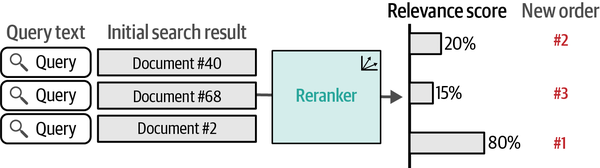 Query text Initial search result Relevance score New order
Query Document #40 20% #2
Query Document #68 Reranker 15% #3
Query Document #2 80% #1